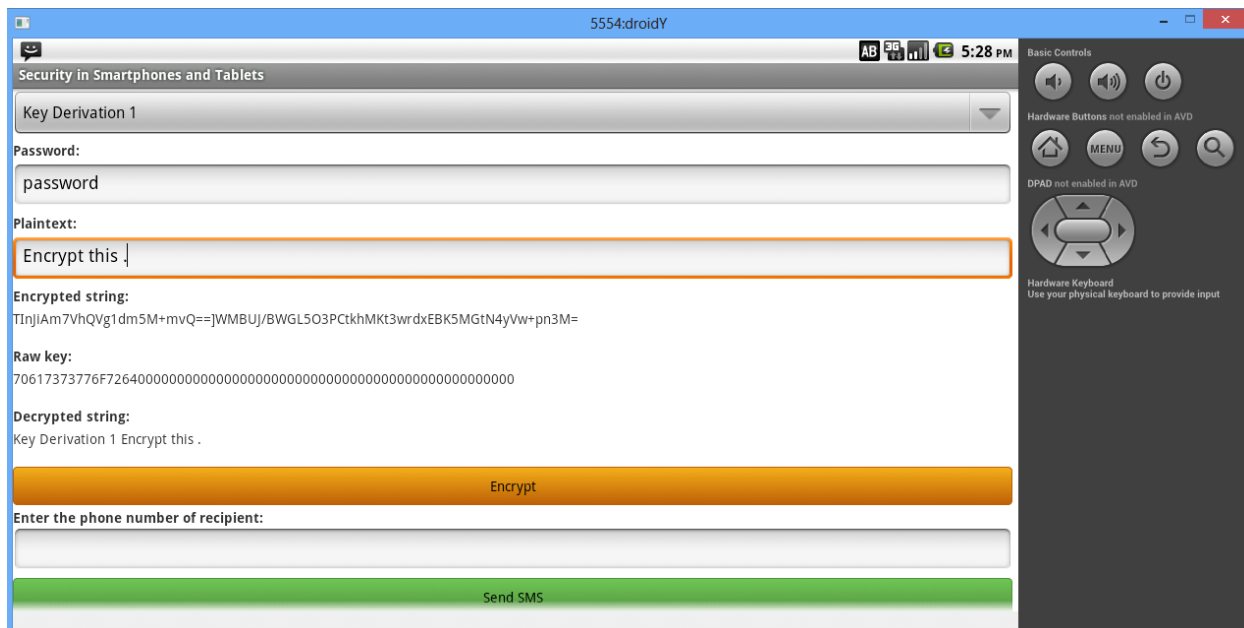 5554:droidY
AB 3G 5:28 PM
Security in Smartphones and Tablets
Key Derivation 1
Password:
password
Plaintext:
Encrypt this .
Encrypted string:
TInJiAm7VhQVg1dm5M+mvQ==]WMBUJ/BWGL5O3PCtkhMKt3wrdxEBK5MGtN4yVw+pn3M=
Raw key:
70617373776F7264000000000000000000000000000000000000000000000000
Decrypted string:
Key Derivation 1 Encrypt this .
Encrypt
Enter the phone number of recipient:
Send SMS
Basic Controls
Hardware Buttons not enabled in AVD
MENU
DPAD not enabled in AVD
Hardware Keyboard
Use your physical keyboard to provide input